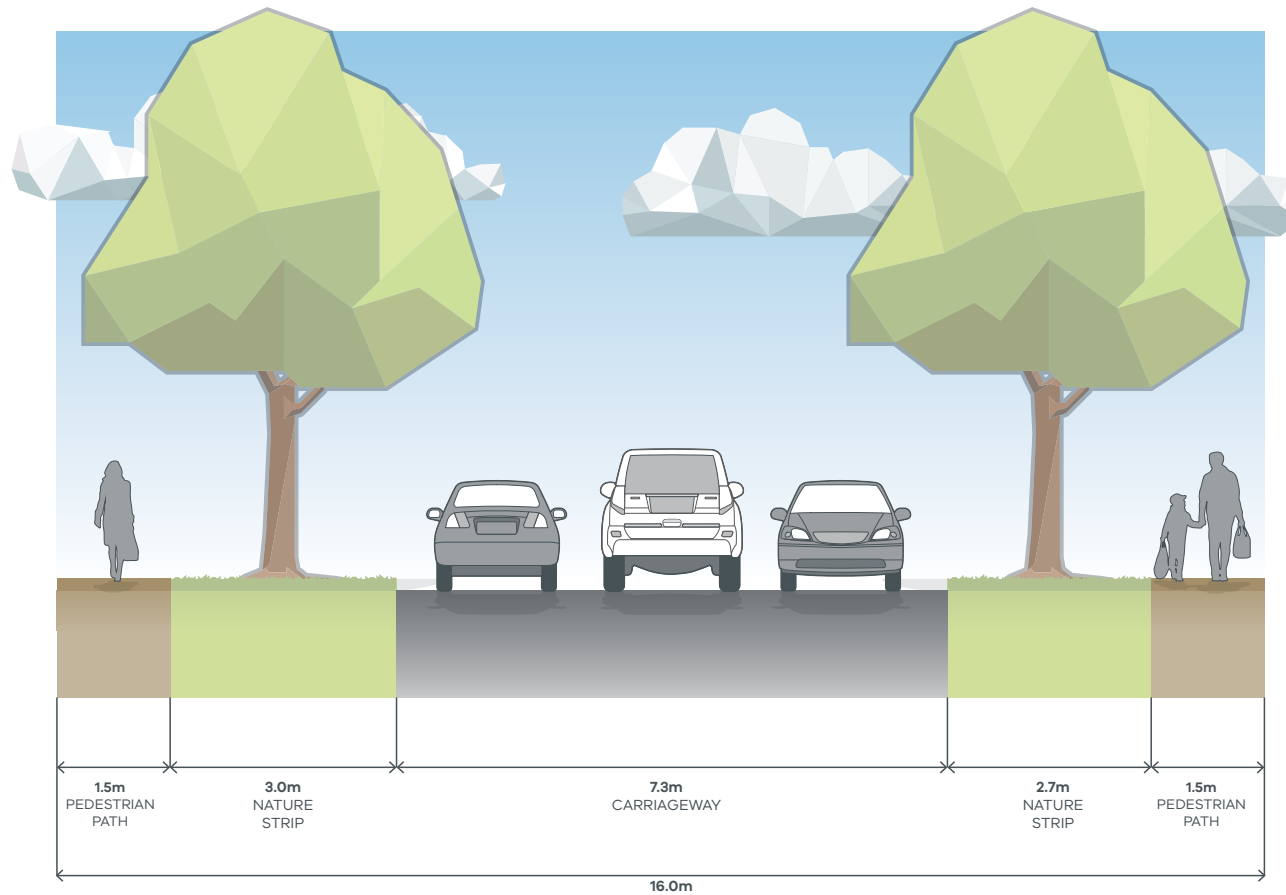 1.5m
PEDESTRIAN
PATH
3.0m
NATURE
STRIP
7.3m
CARRIAGEWAY
2.7m
NATURE
STRIP
1.5m
PEDESTRIAN
PATH
16.0m